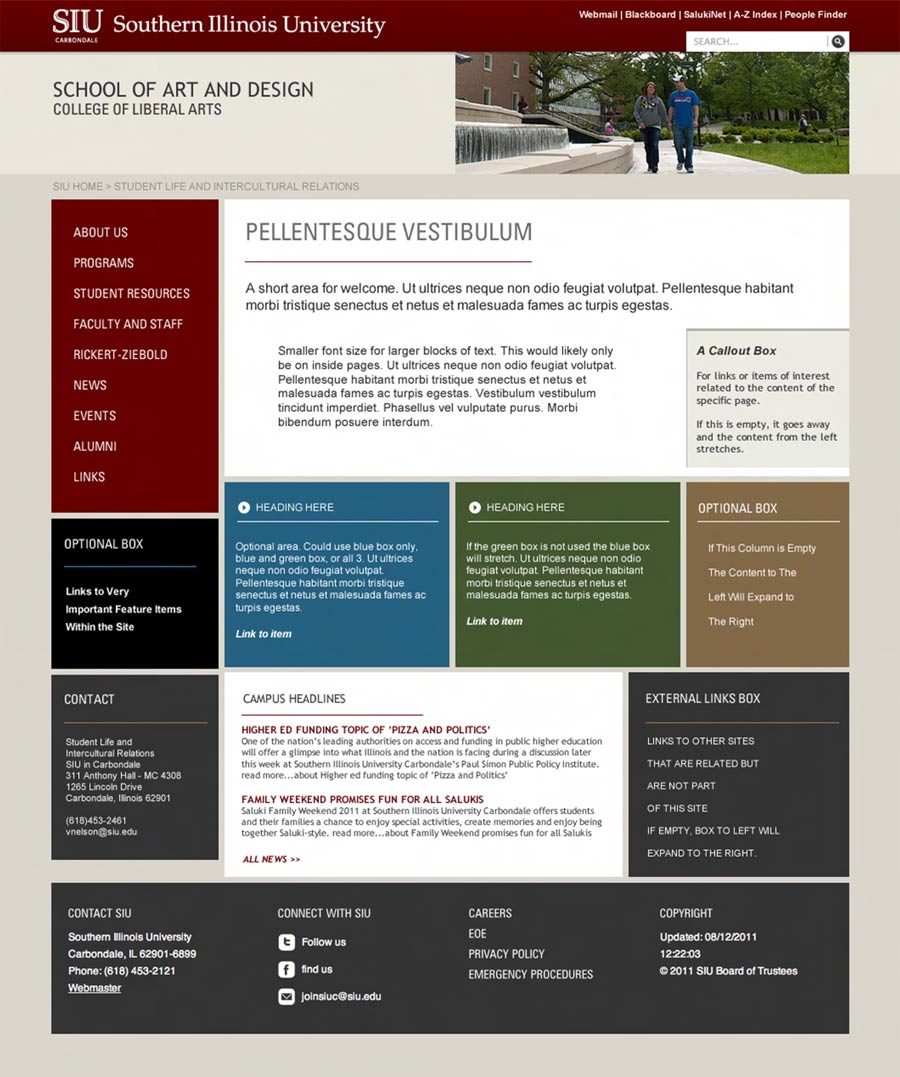 SIU Southern Illinois University
CARBONDALE
Webmail | Blackboard | SalukiNet | A-Z Index | People Finder
SEARCH...
SCHOOL OF ART AND DESIGN
COLLEGE OF LIBERAL ARTS
SIU HOME > STUDENT LIFE AND INTERCULTURAL RELATIONS
ABOUT US
PROGRAMS
STUDENT RESOURCES
FACULTY AND STAFF
RICKERT-ZIEBOLD
NEWS
EVENTS
ALUMNI
LINKS
PELLENTESQUE VESTIBULUM
A short area for welcome. Ut ultrices neque non odio feugiat volutpat. Pellentesque habitant
morbi tristique senectus et netus et malesuada fames ac turpis egestas.
Smaller font size for larger blocks of text. This would likely only
be on inside pages. Ut ultrices neque non odio feugiat volutpat.
Pellentesque habitant morbi tristique senectus et netus et
malesuada fames ac turpis egestas. Vestibulum vestibulum
tincidunt imperdiet. Phasellus vel vulputate purus. Morbi
bibendum posuere interdum.
A Callout Box
For links or items of interest
related to the content of the
specific page.
If this is empty, it goes away
and the content from the left
stretches.
OPTIONAL BOX
Links to Very
Important Feature Items
Within the Site
HEADING HERE
Optional area. Could use blue box only,
blue and green box, or all 3. Ut ultrices
neque non odio feugiat volutpat.
Pellentesque habitant morbi tristique
senectus et netus et malesuada fames ac
turpis egestas.
Link to item
HEADING HERE
If the green box is not used the blue box
will stretch. Ut ultrices neque non odio
feugiat volutpat. Pellentesque habitant
morbi tristique senectus et netus et
malesuada fames ac turpis egestas.
Link to item
OPTIONAL BOX
If This Column is Empty
The Content to The
Left Will Expand to
The Right
CONTACT
Student Life and
Intercultural Relations
SIU in Carbondale
311 Anthony Hall - MC 4308
1265 Lincoln Drive
Carbondale, Illinois 62901
(618)453-2461
vnelson@siu.edu
CAMPUS HEADLINES
HIGHER ED FUNDING TOPIC OF 'PIZZA AND POLITICS'
One of the nation's leading authorities on access and funding in public higher education
will offer a glimpse into what Illinois and the nation is facing during a discussion later
this week at Southern Illinois University Carbondale's Paul Simon Public Policy Institute.
read more...about Higher ed funding topic of 'Pizza and Politics'
FAMILY WEEKEND PROMISES FUN FOR ALL SALUKIS
Saluki Family Weekend 2011 at Southern Illinois University Carbondale offers students
and their families a chance to enjoy special activities, create memories and enjoy being
together Saluki-style. read more...about Family Weekend promises fun for all Salukis
ALL NEWS >>
EXTERNAL LINKS BOX
LINKS TO OTHER SITES
THAT ARE RELATED BUT
ARE NOT PART
OF THIS SITE
IF EMPTY, BOX TO LEFT WILL
EXPAND TO THE RIGHT.
CONTACT SIU
Southern Illinois University
Carbondale, IL 62901-6899
Phone: (618) 453-2121
Webmaster
CONNECT WITH SIU
Follow us
find us
joinsiuc@siu.edu
CAREERS
EOE
PRIVACY POLICY
EMERGENCY PROCEDURES
COPYRIGHT
Updated: 08/12/2011
12:22:03
© 2011 SIU Board of Trustees